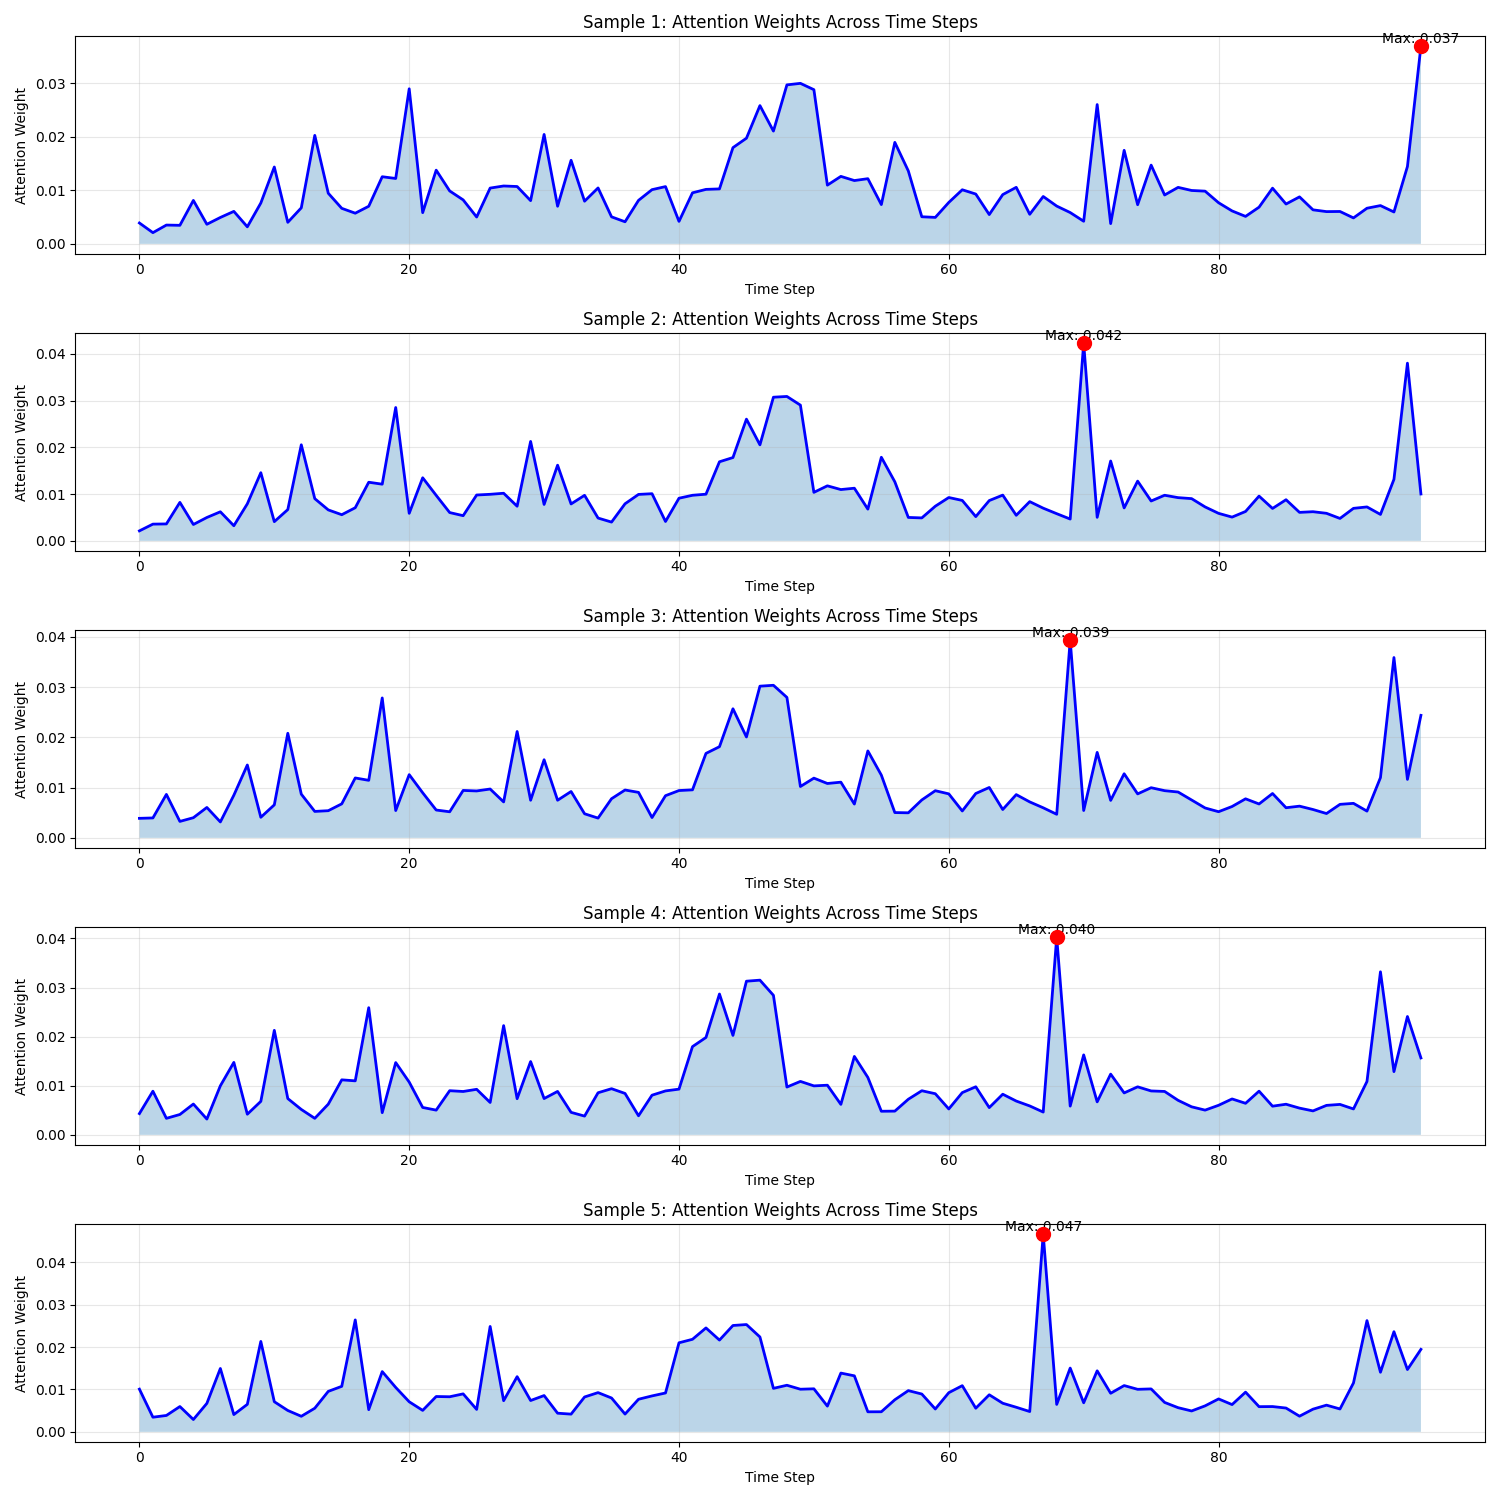 Sample 1: Attention Weights Across Time Steps
Max: 0.037
Attention Weight
0.03
0.02
0.01
0.00
0 20 40 60 80
Time Step
Sample 2: Attention Weights Across Time Steps
Max: 0.042
Attention Weight
0.04
0.03
0.02
0.01
0.00
0 20 40 60 80
Time Step
Sample 3: Attention Weights Across Time Steps
Max: 0.039
Attention Weight
0.04
0.03
0.02
0.01
0.00
0 20 40 60 80
Time Step
Sample 4: Attention Weights Across Time Steps
Max: 0.040
Attention Weight
0.04
0.03
0.02
0.01
0.00
0 20 40 60 80
Time Step
Sample 5: Attention Weights Across Time Steps
Max: 0.047
Attention Weight
0.04
0.03
0.02
0.01
0.00
0 20 40 60 80
Time Step